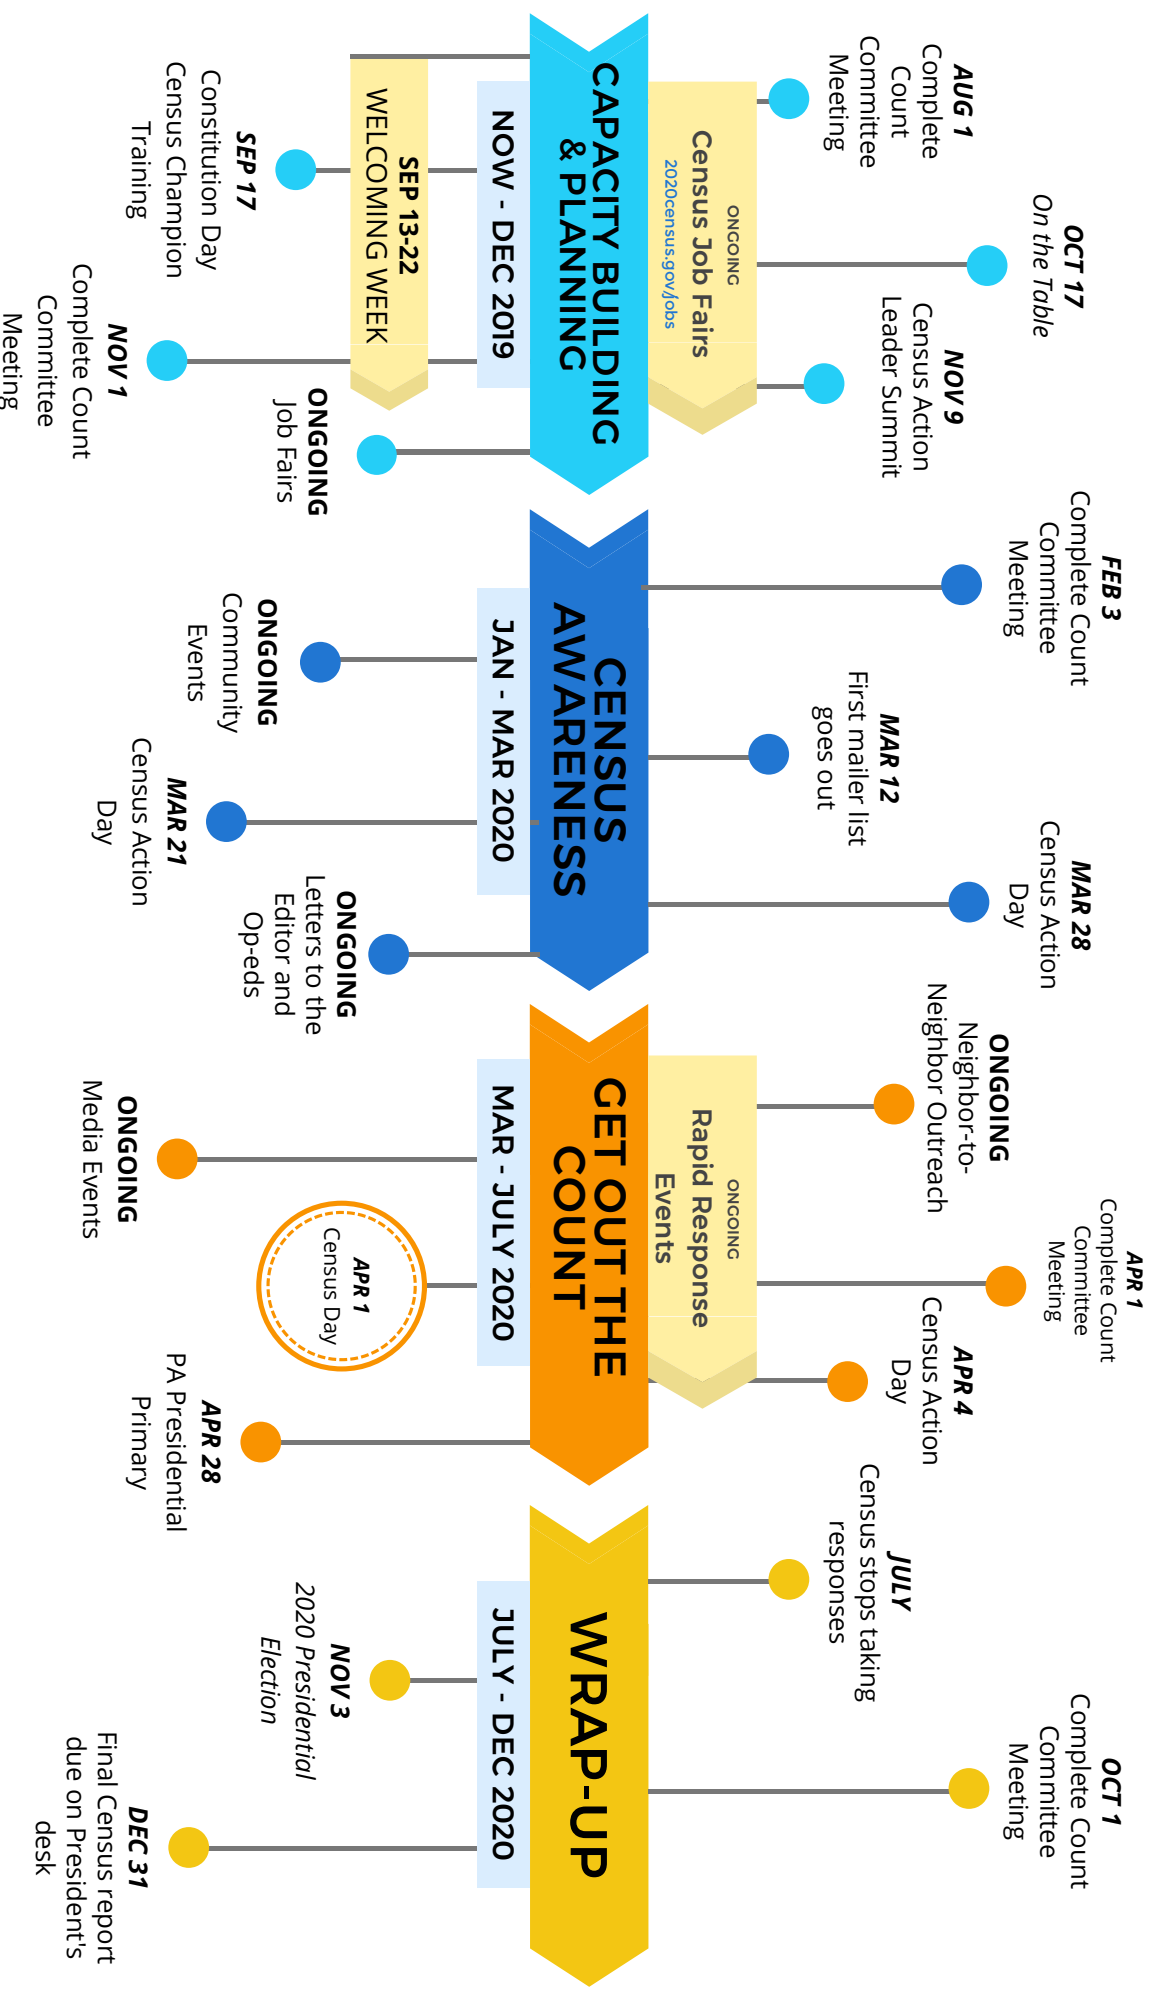 AUG 1
Complete
Count
Committee
Meeting
OCT 17
On the Table
NOV 9
Census Action
Leader Summit
ONGOING
Census Job Fairs
2020census.gov/jobs
CAPACITY BUILDING
& PLANNING
NOW - DEC 2019
SEP 13-22
WELCOMING WEEK
SEP 17
Constitution Day
Census Champion
Training
NOV 1
Complete Count
Committee
Meeting
ONGOING
Job Fairs
FEB 3
Complete Count
Committee
Meeting
MAR 12
First mailer list
goes out
MAR 28
Census Action
Day
CENSUS
AWARENESS
JAN - MAR 2020
ONGOING
Community
Events
MAR 21
Census Action
Day
ONGOING
Letters to the
Editor and
Op-eds
ONGOING
Neighbor-to-
Neighbor Outreach
APR 1
Complete Count
Committee
Meeting
APR 4
Census Action
Day
ONGOING
Rapid Response
Events
GET OUT THE
COUNT
MAR - JULY 2020
ONGOING
Media Events
APR 1
Census Day
APR 28
PA Presidential
Primary
JULY
Census stops taking
responses
OCT 1
Complete Count
Committee
Meeting
WRAP-UP
JULY - DEC 2020
NOV 3
2020 Presidential
Election
DEC 31
Final Census report
due on President's
desk